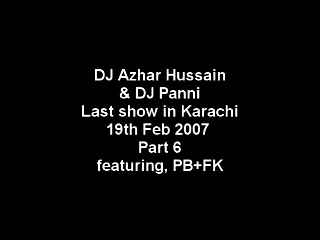 DJ Azhar Hussain
& DJ Panni
Last show in Karachi
19th Feb 2007
Part 6
featuring, PB+FK